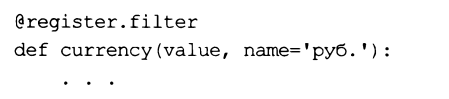 @register.filter
def currency(value, name='руб.'):
    . . .